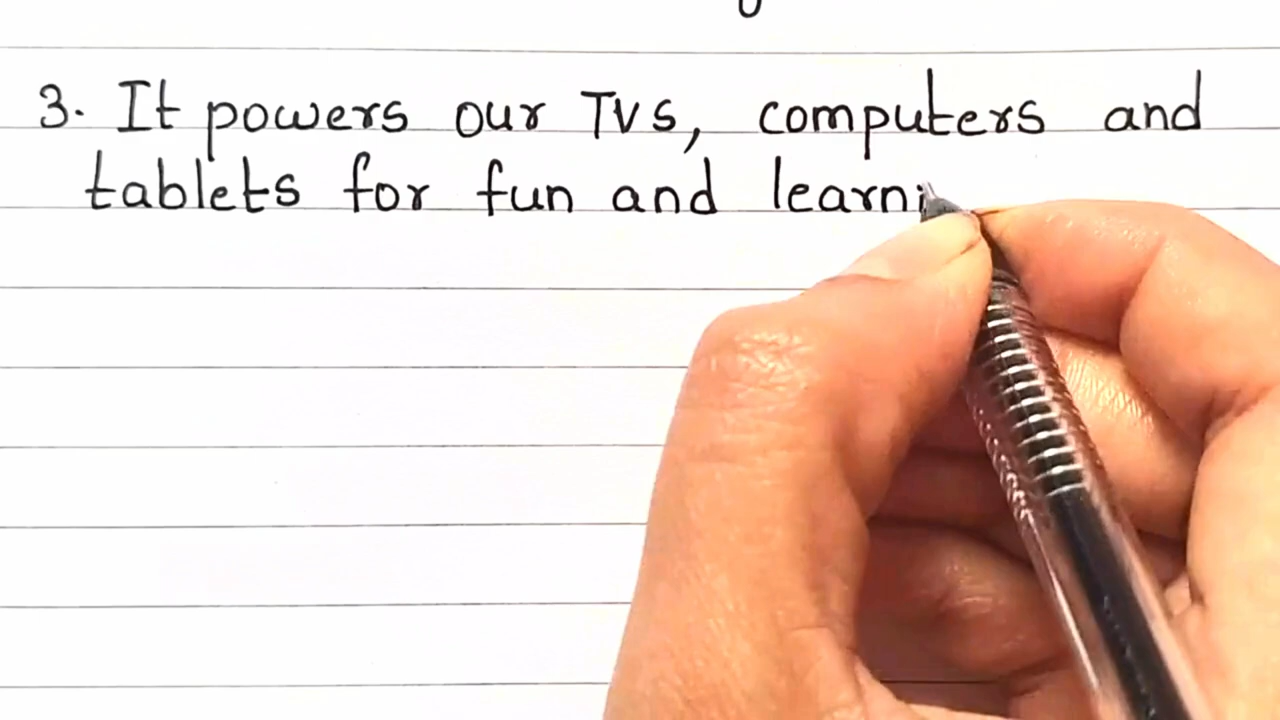 3. It powers our TVs, computers and
tablets for fun and learni